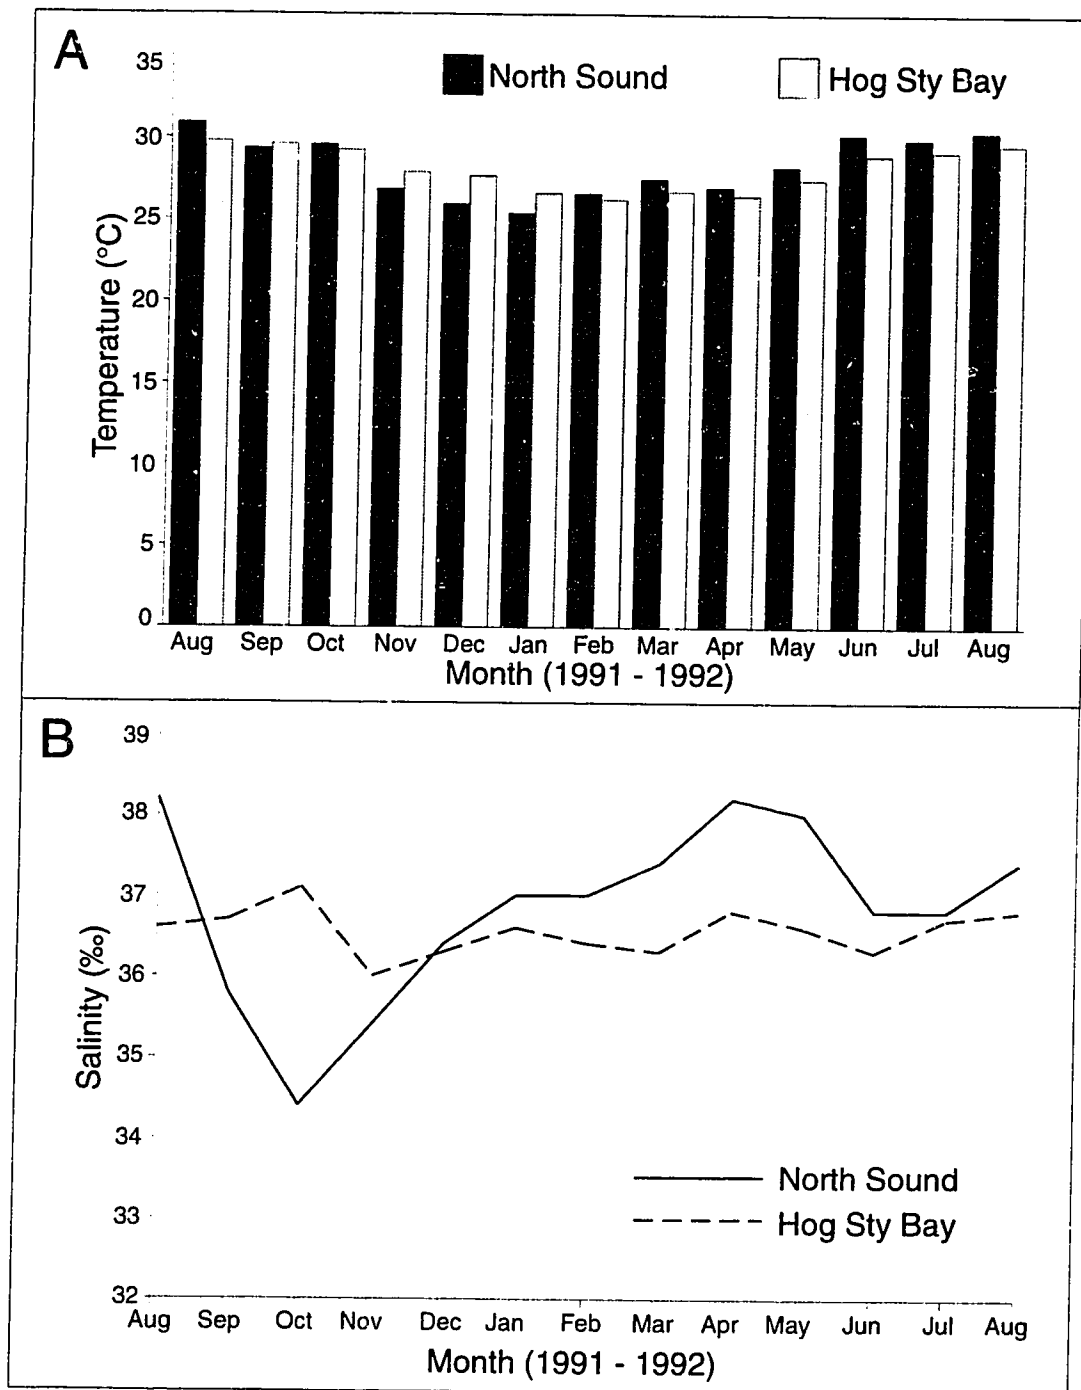 A
35
North Sound
Hog Sty Bay
30
25
20
15
10
5
0
Temperature (°C)
Aug Sep Oct Nov Dec Jan Feb Mar Apr May Jun Jul Aug
Month (1991 - 1992)
B
39
38
37
36
35
34
33
32
Salinity (‰)
North Sound
Hog Sty Bay
Aug Sep Oct Nov Dec Jan Feb Mar Apr May Jun Jul Aug
Month (1991 - 1992)